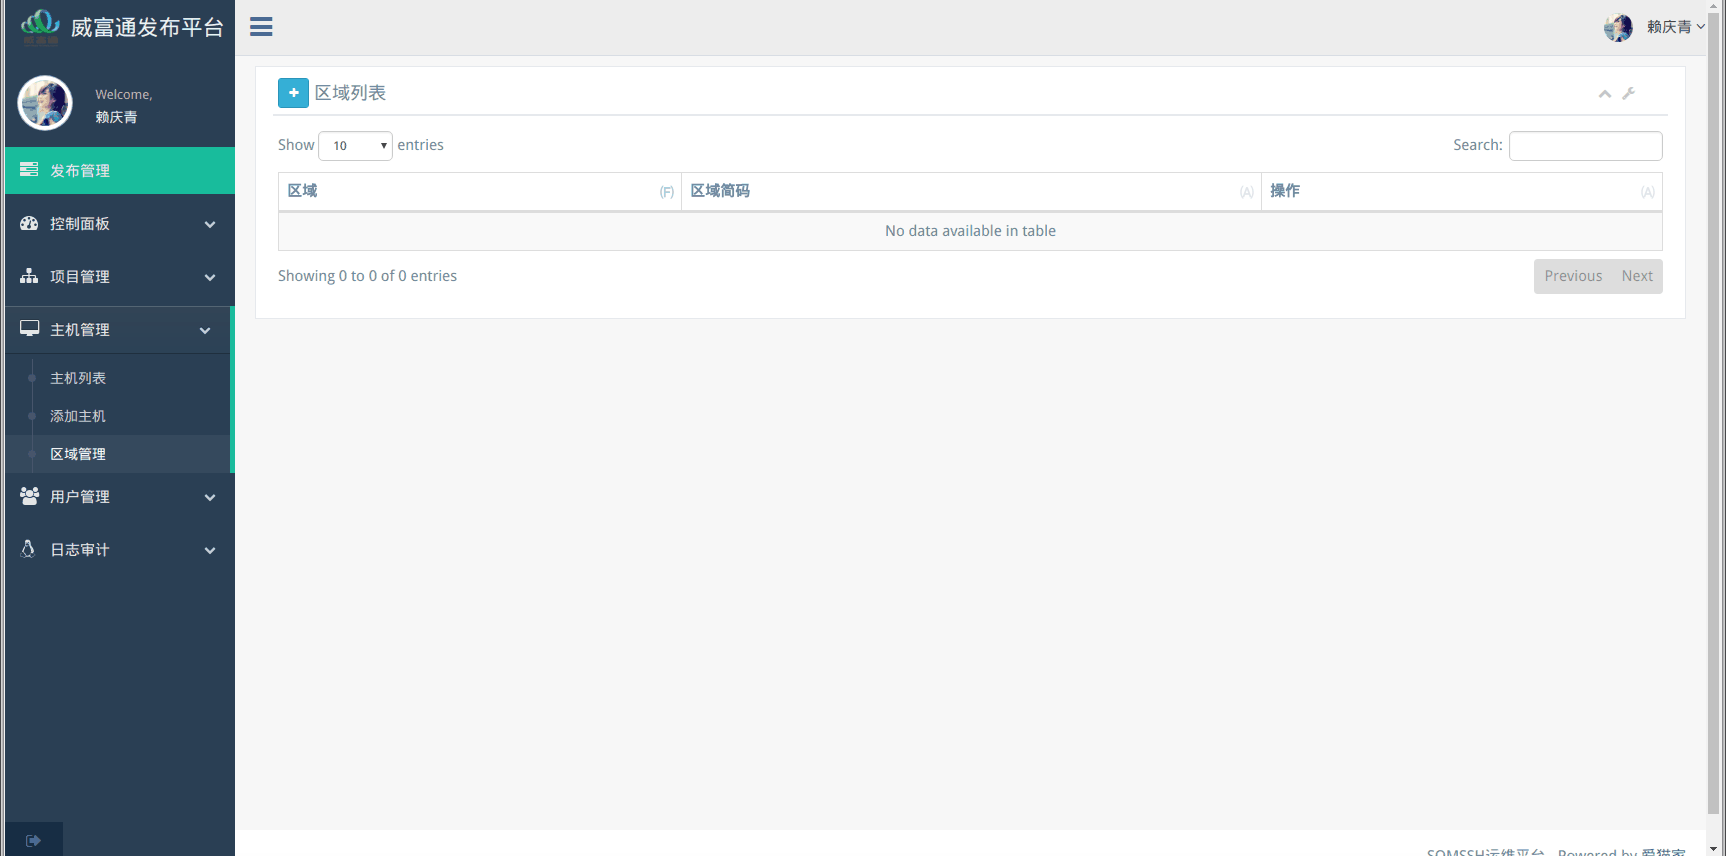 威富通发布平台
赖庆青
Welcome,
赖庆青
发布管理
控制面板
项目管理
主机管理
主机列表
添加主机
区域管理
用户管理
日志审计
区域列表
Show 10 entries
Search:
区域 (F) 区域简码 (A) 操作 (A)
No data available in table
Showing 0 to 0 of 0 entries
Previous Next
SOMSSH运维平台 Powered by 爱猫家